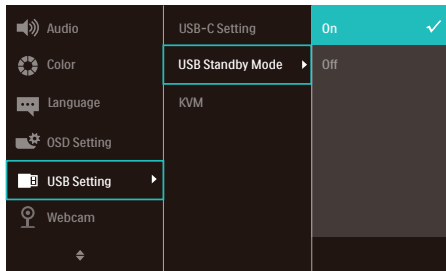 Audio
Color
Language
OSD Setting
USB Setting
Webcam
USB-C Setting
USB Standby Mode
KVM
On
Off